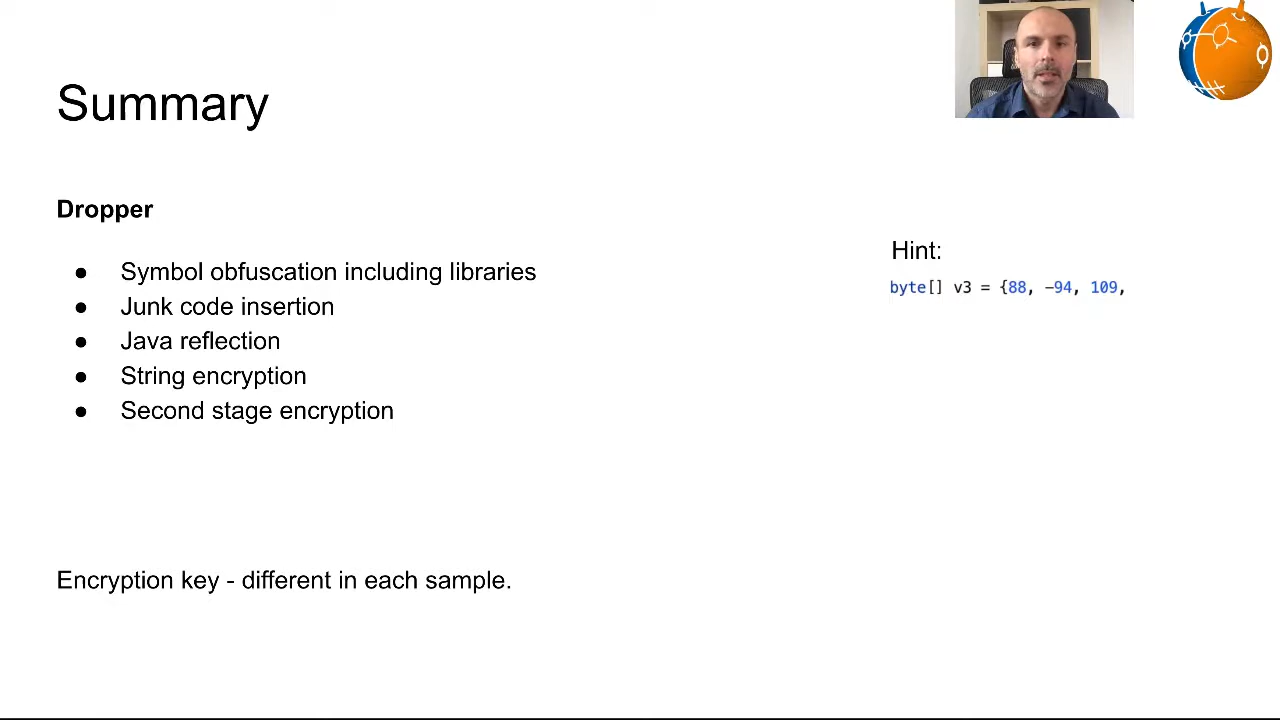 Summary
Dropper
● Symbol obfuscation including libraries
● Junk code insertion
● Java reflection
● String encryption
● Second stage encryption
Hint:
byte[] v3 = {88, -94, 109,
Encryption key - different in each sample.